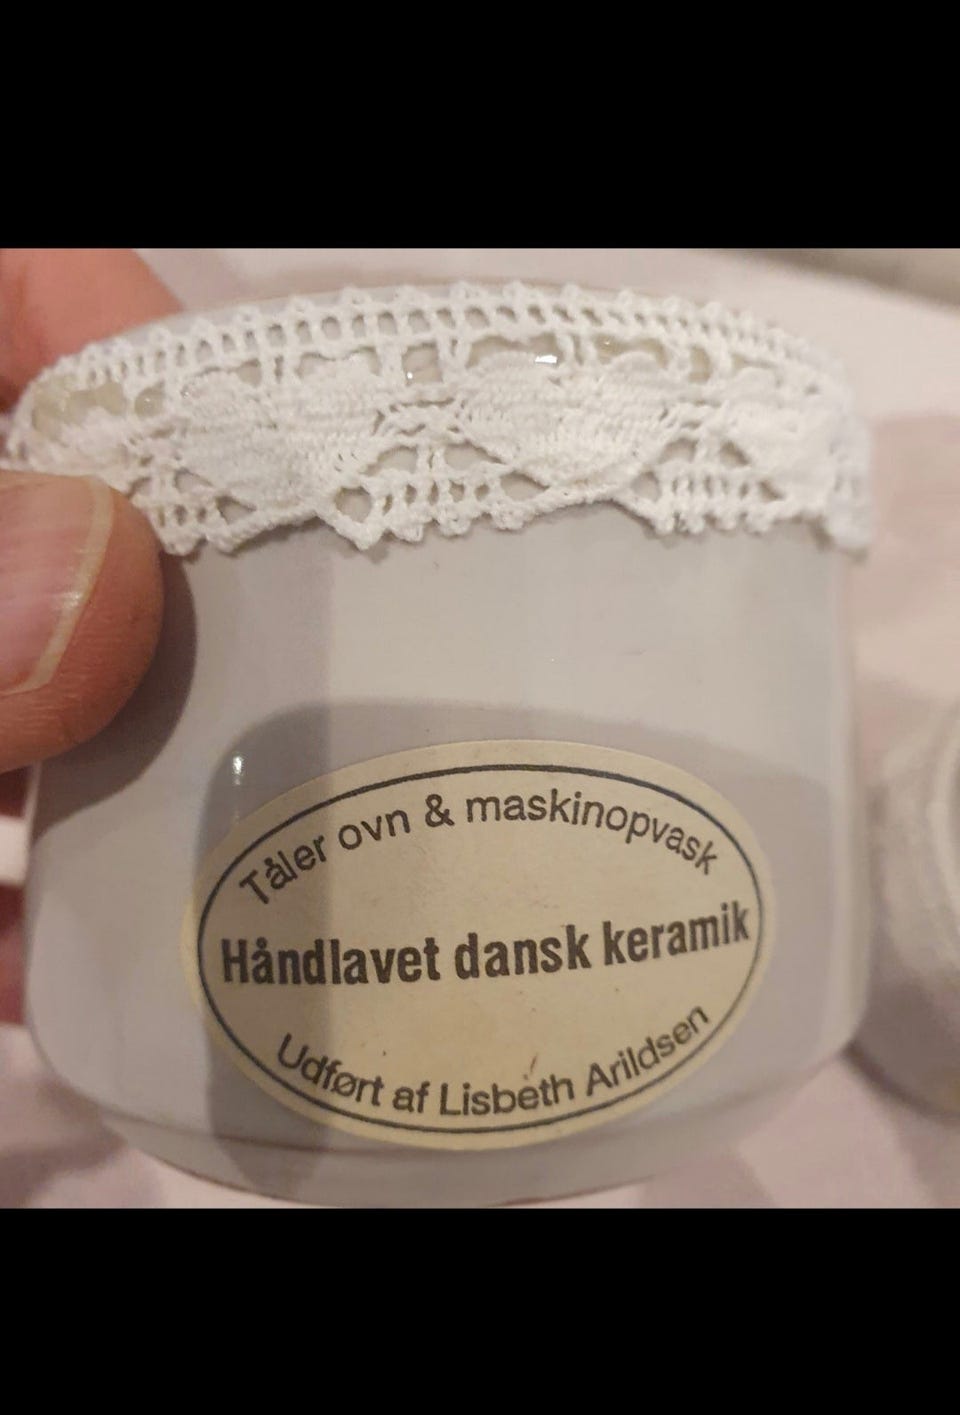 Tåler ovn & maskinopvask
Håndlavet dansk keramik
Udført af Lisbeth Arildsen